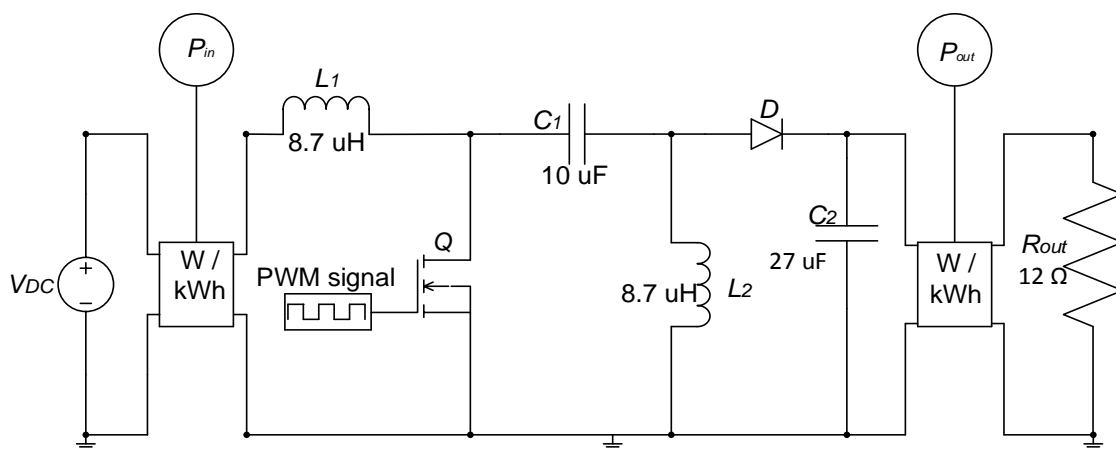 Pin
Pout
L1
8.7 uH
C1
10 uF
D
C2
27 uF
VDC
+
−
W /
kWh
PWM signal
Q
8.7 uH
L2
W /
kWh
Rout
12 Ω